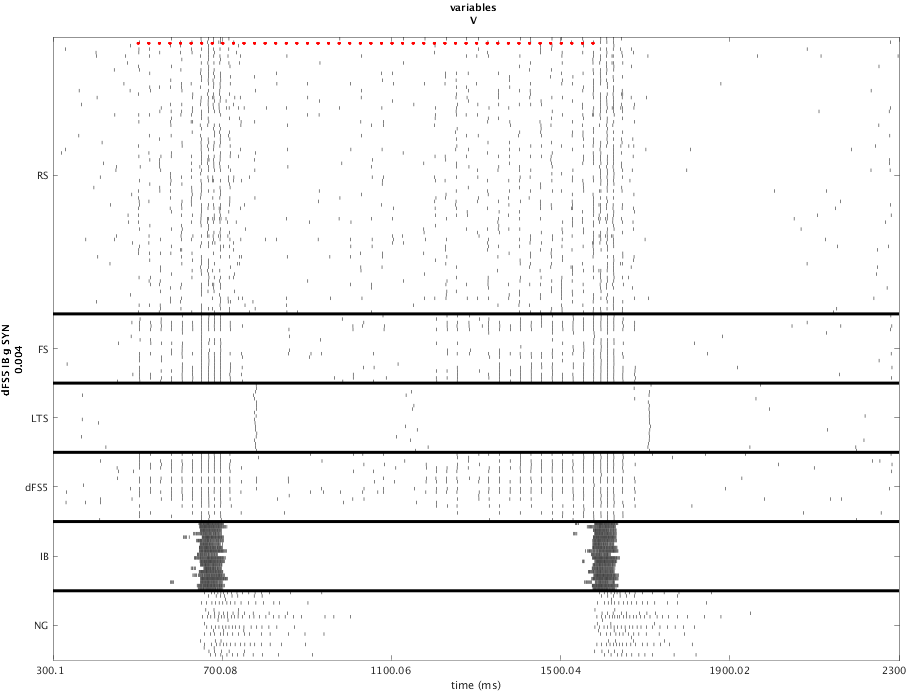 variables
V
RS
FS
LTS
dFS5
IB
NG
dFS5 IB g SYN
0.004
300.1
700.08
1100.06
1500.04
1900.02
2300
time (ms)